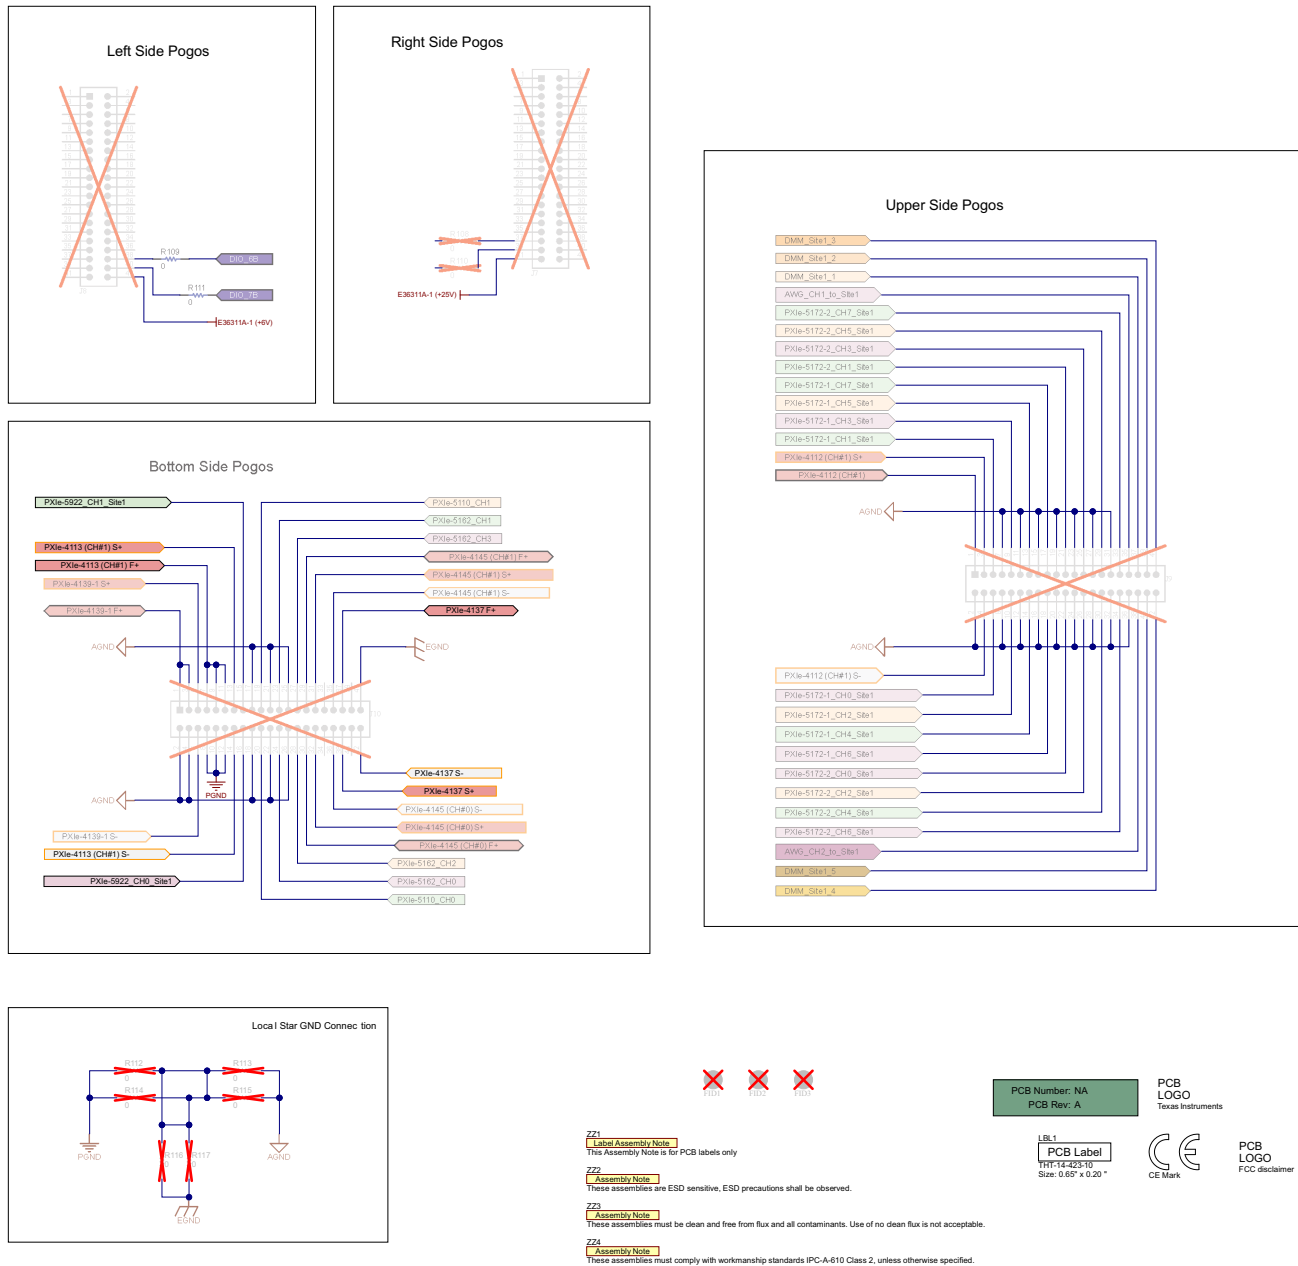 Left Side Pogos
R109
0
DIO_6B
R111
0
DIO_7B
E36311A-1 (+6V)
Right Side Pogos
E36311A-1 (+25V)
Upper Side Pogos
DMM_Site1_3
DMM_Site1_2
DMM_Site1_1
AWG_CH1_to_Site1
PXIe-5172-2_CH7_Site1
PXIe-5172-2_CH5_Site1
PXIe-5172-2_CH3_Site1
PXIe-5172-2_CH1_Site1
PXIe-5172-1_CH7_Site1
PXIe-5172-1_CH5_Site1
PXIe-5172-1_CH3_Site1
PXIe-5172-1_CH1_Site1
PXIe-4112 (CH#1) S+
PXIe-4112 (CH#1)
AGND
AGND
PXIe-4112 (CH#1) S-
PXIe-5172-1_CH0_Site1
PXIe-5172-1_CH2_Site1
PXIe-5172-1_CH4_Site1
PXIe-5172-1_CH6_Site1
PXIe-5172-2_CH0_Site1
PXIe-5172-2_CH2_Site1
PXIe-5172-2_CH4_Site1
PXIe-5172-2_CH6_Site1
AWG_CH2_to_Site1
DMM_Site1_5
DMM_Site1_4
Bottom Side Pogos
PXIe-5922_CH1_Site1
PXIe-4113 (CH#1) S+
PXIe-4113 (CH#1) F+
PXIe-4139-1 S+
PXIe-4139-1 F+
AGND
PXIe-5110_CH1
PXIe-5162_CH1
PXIe-5162_CH3
PXIe-4145 (CH#1) F+
PXIe-4145 (CH#1) S+
PXIe-4145 (CH#1) S-
PXIe-4137 F+
EGND
PGND
AGND
PXIe-4139-1 S-
PXIe-4113 (CH#1) S-
PXIe-5922_CH0_Site1
PXIe-4137 S-
PXIe-4137 S+
PXIe-4145 (CH#0) S-
PXIe-4145 (CH#0) S+
PXIe-4145 (CH#0) F+
PXIe-5162_CH2
PXIe-5162_CH0
PXIe-5110_CH0
Local Star GND Connection
R112
0
R113
0
R114
0
R115
0
R116
0
R117
0
PGND
AGND
EGND
FID1
FID2
FID3
ZZ1
Label Assembly Note
This Assembly Note is for PCB labels only
ZZ2
Assembly Note
These assemblies are ESD sensitive, ESD precautions shall be observed.
ZZ3
Assembly Note
These assemblies must be clean and free from flux and all contaminants. Use of no clean flux is not acceptable.
ZZ4
Assembly Note
These assemblies must comply with workmanship standards IPC-A-610 Class 2, unless otherwise specified.
PCB Number: NA
PCB Rev: A
PCB
LOGO
Texas Instruments
LBL1
PCB Label
THT-14-423-10
Size: 0.65" x 0.20 "
CE
CE Mark
PCB
LOGO
FCC disclaimer